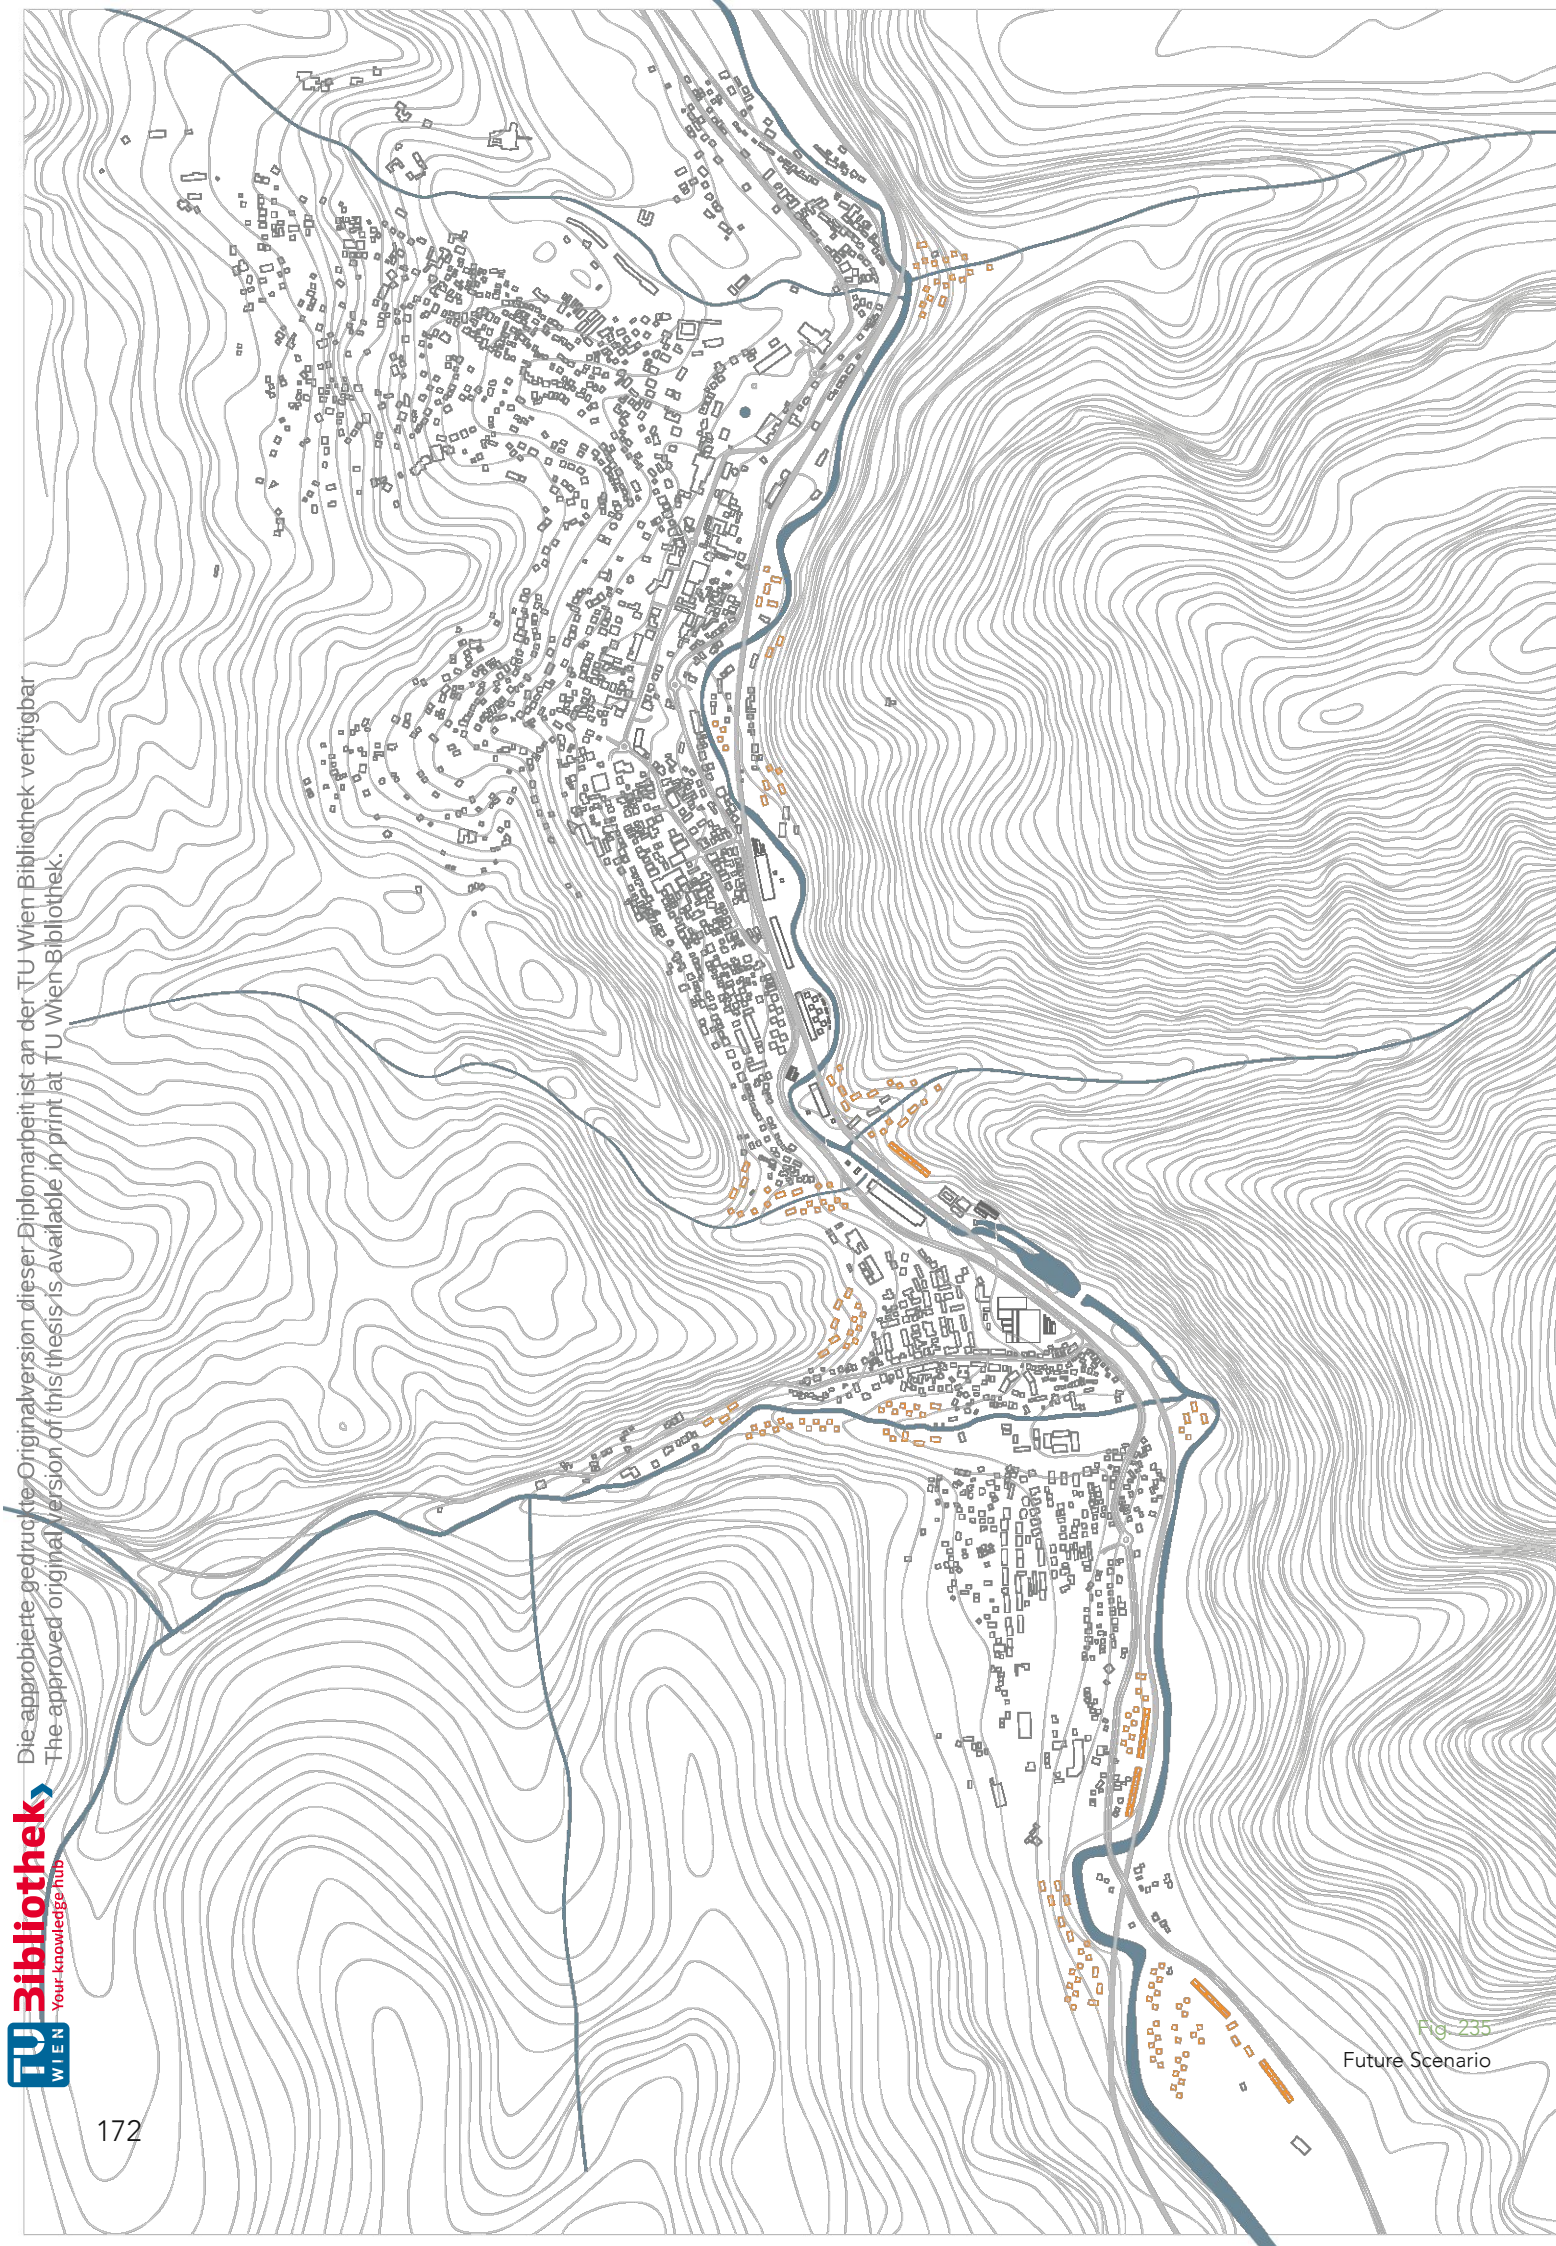 Die approbierte gedruckte Originalversion dieser Diplomarbeit ist an der TU Wien Bibliothek verfügbar
The approved original version of this thesis is available in print at TU Wien Bibliothek.
TU Bibliothek
WIEN Your knowledge hub
Fig. 235
Future Scenario
172